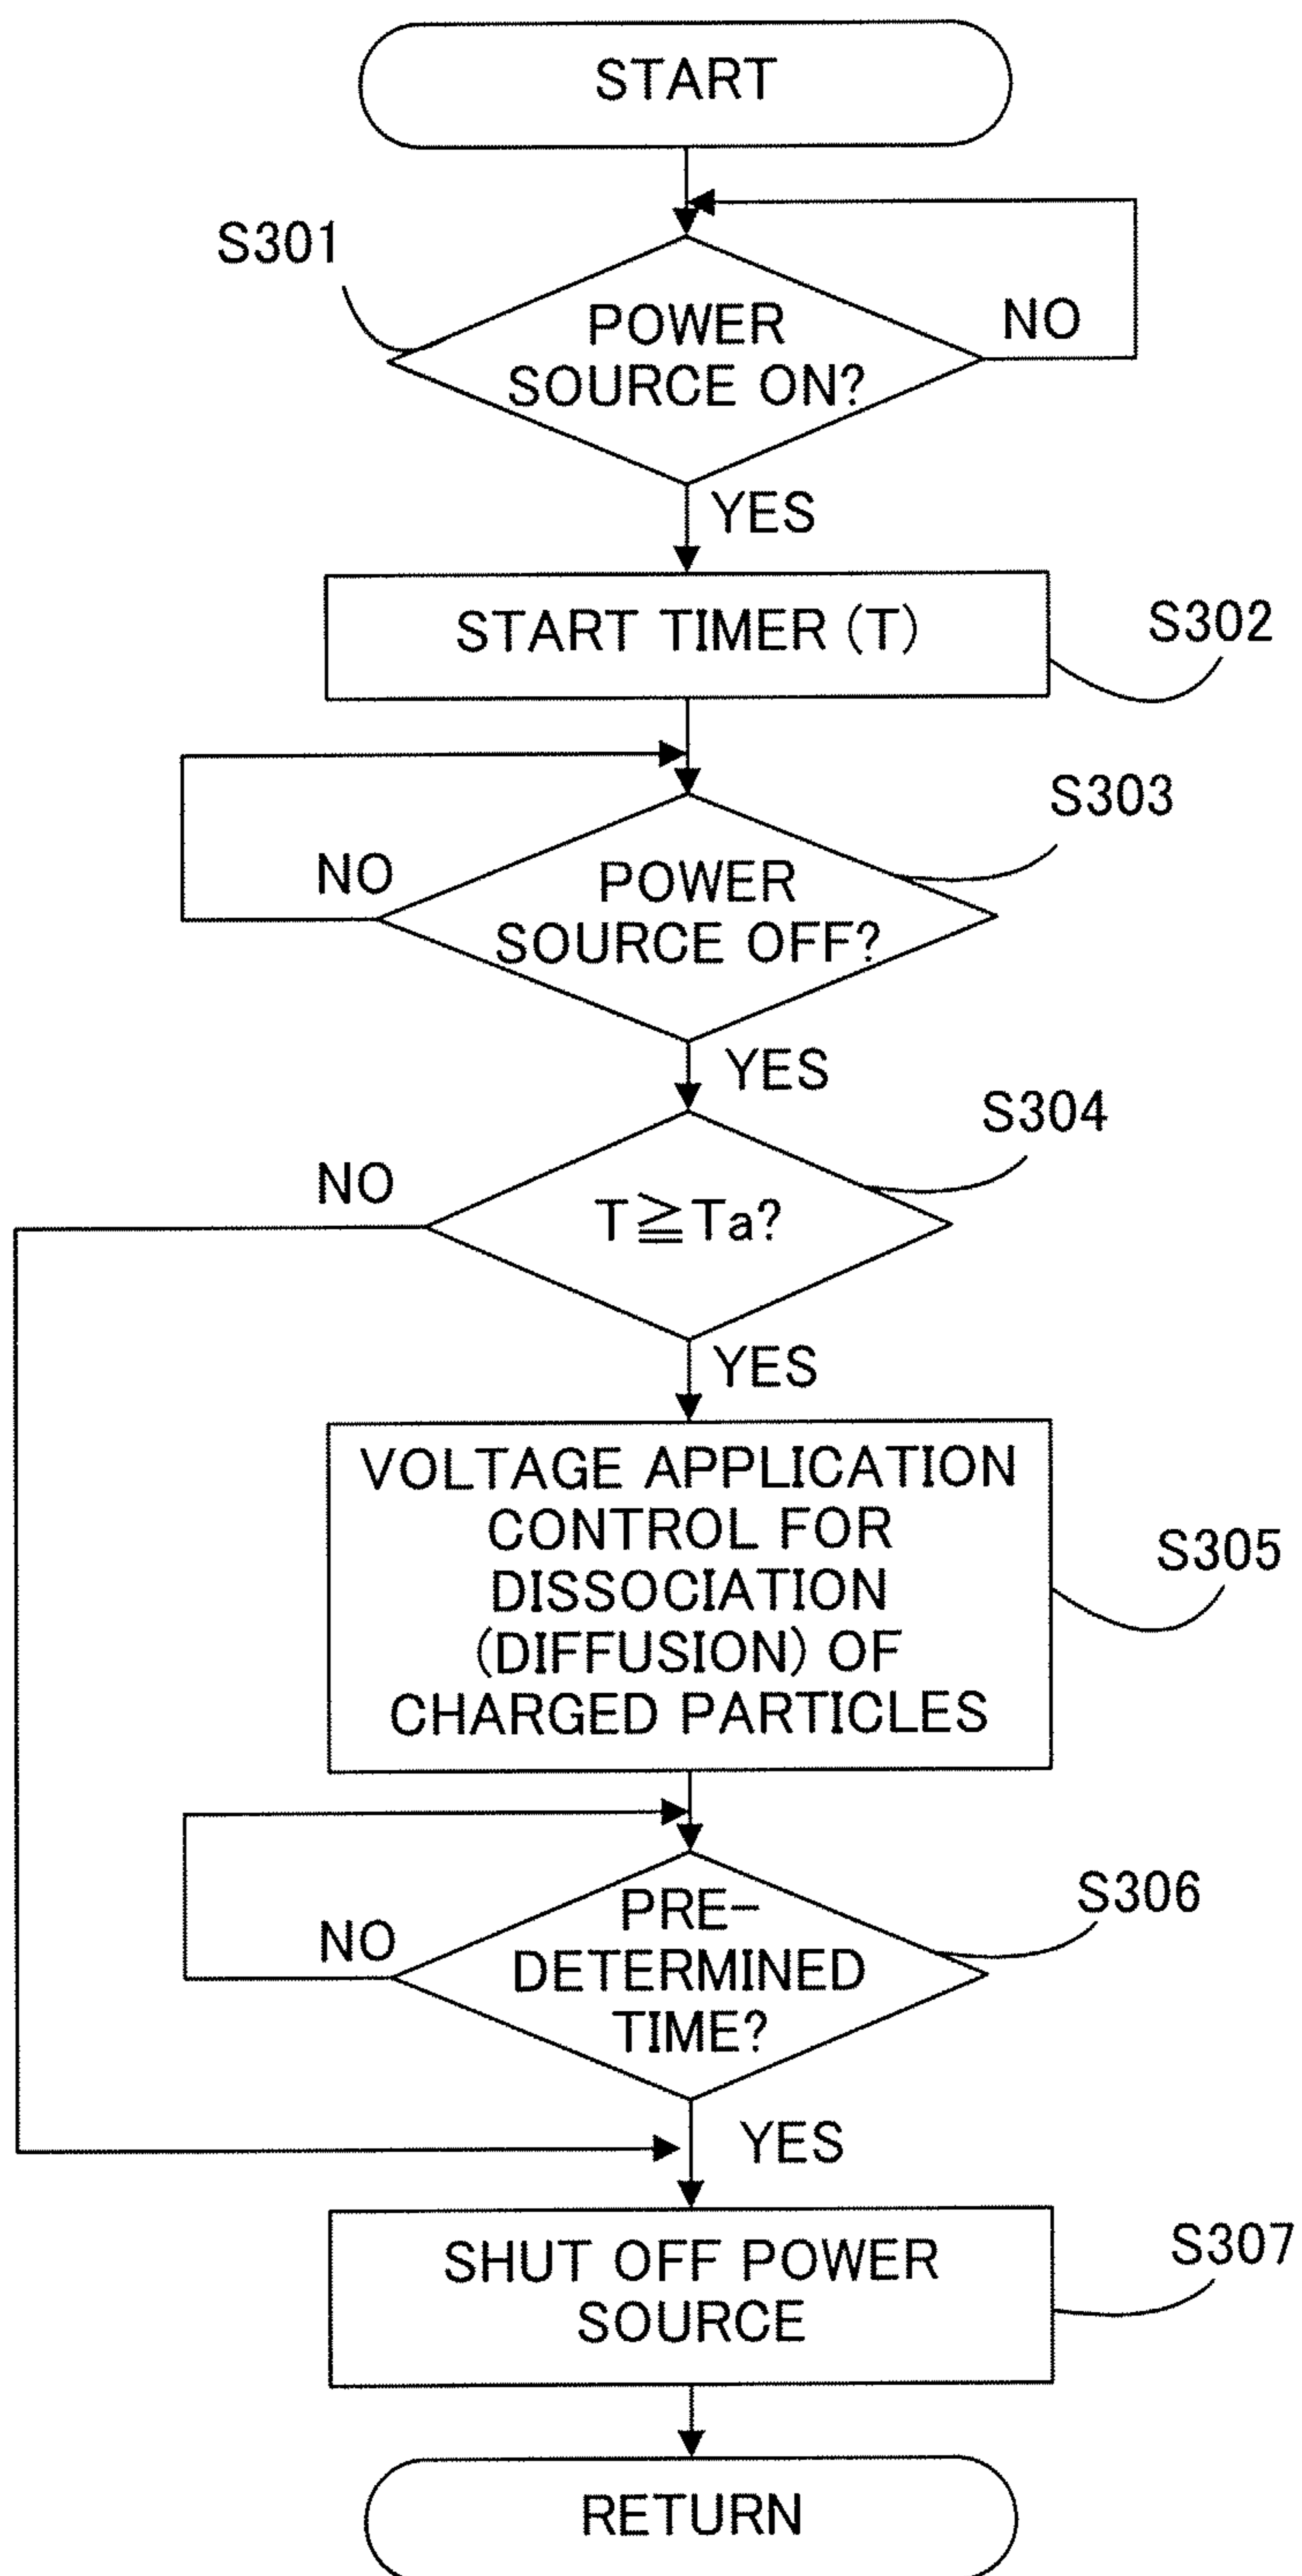 START
S301
POWER
SOURCE ON?
NO
YES
START TIMER (T)
S302
S303
NO
POWER
SOURCE OFF?
YES
S304
NO
T≧Ta?
YES
VOLTAGE APPLICATION
CONTROL FOR
DISSOCIATION
(DIFFUSION) OF
CHARGED PARTICLES
S305
S306
NO
PRE-
DETERMINED
TIME?
YES
SHUT OFF POWER
SOURCE
S307
RETURN